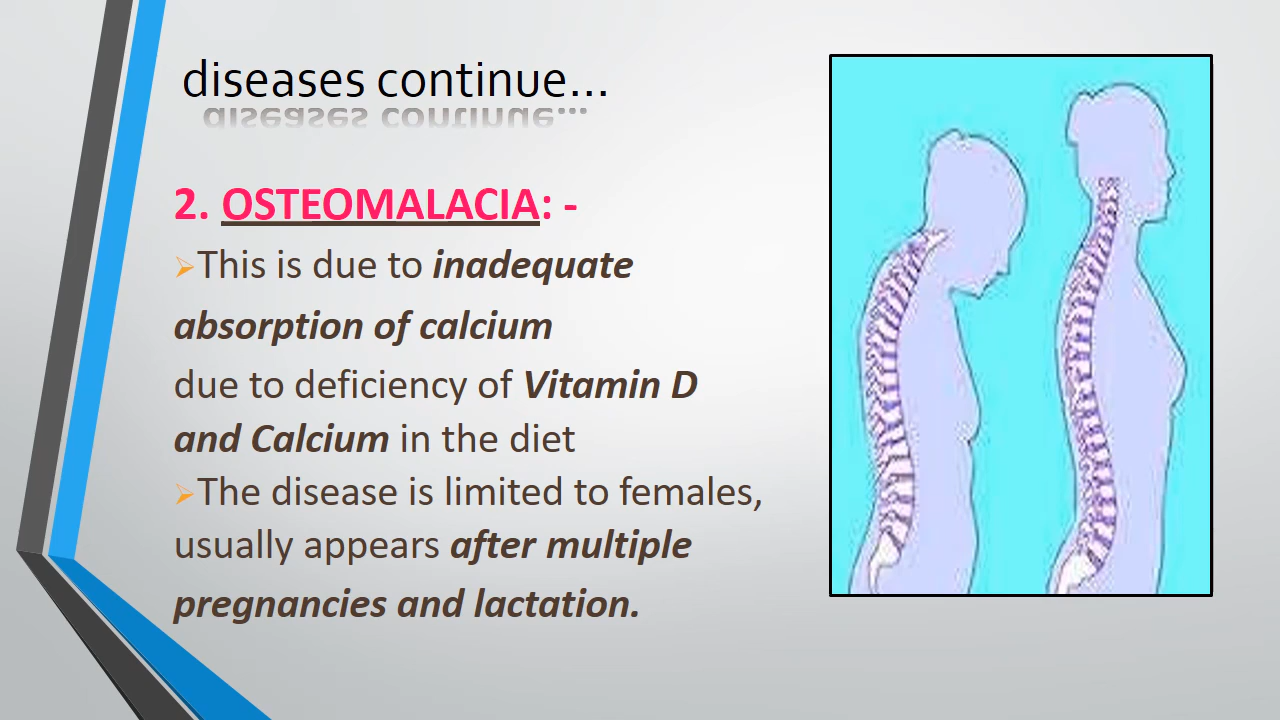 diseases continue...
2. OSTEOMALACIA: -
➢This is due to inadequate
absorption of calcium
due to deficiency of Vitamin D
and Calcium in the diet
➢The disease is limited to females,
usually appears after multiple
pregnancies and lactation.